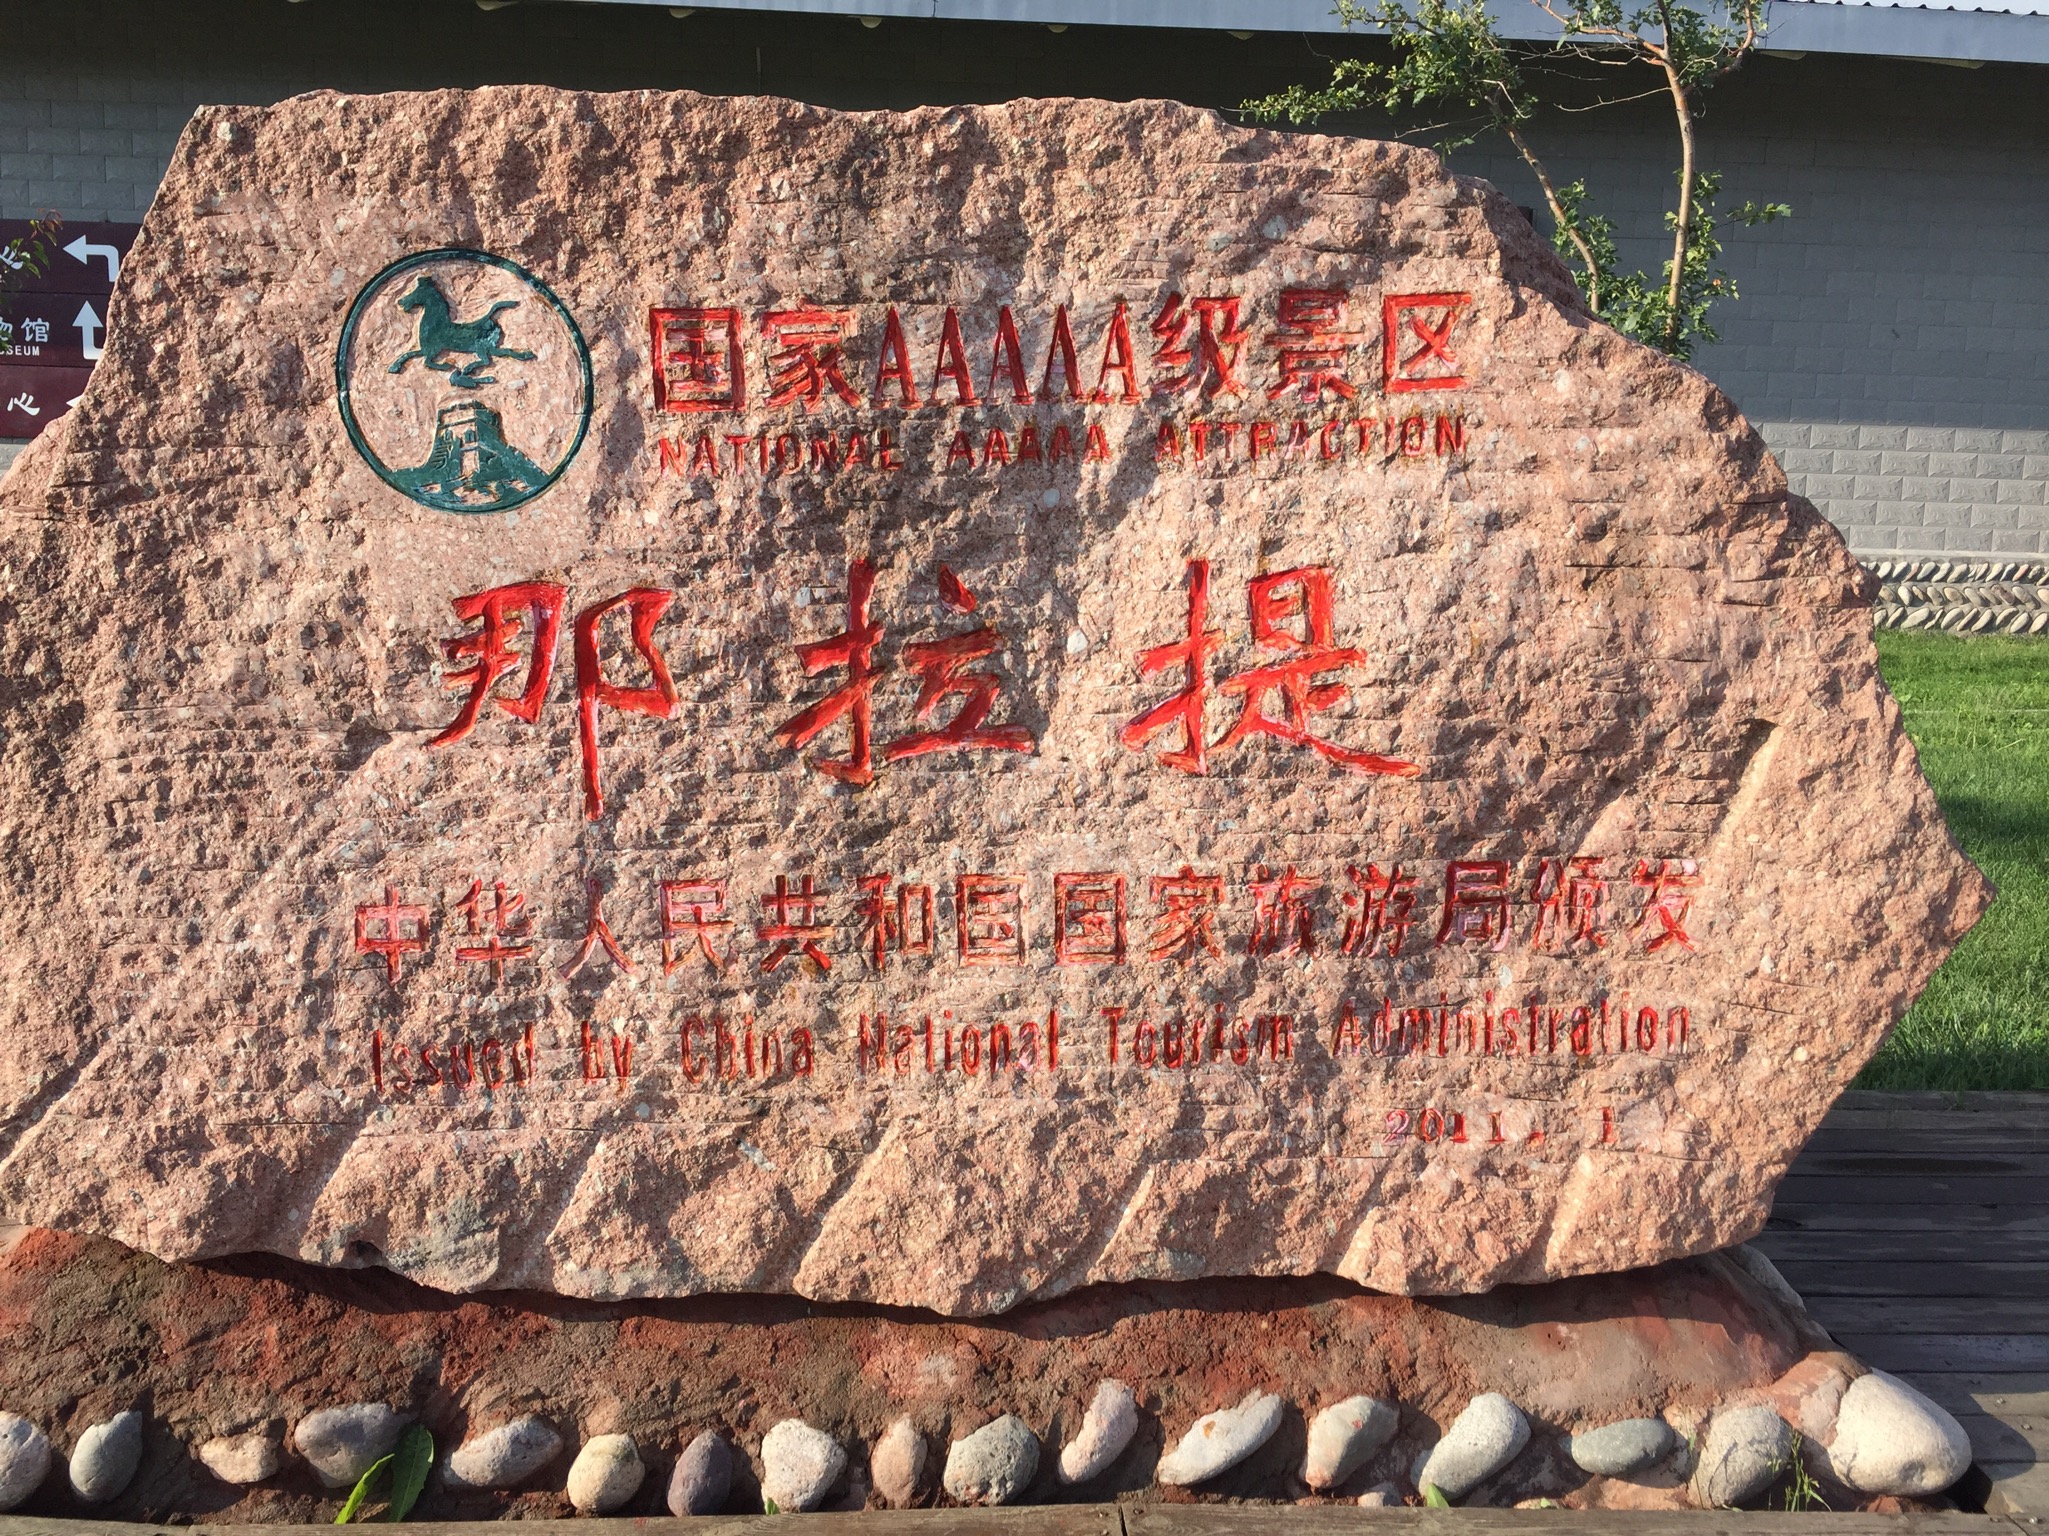 国家AAAAA级景区
NATIONAL AAAAA ATTRACTION
那拉提
中华人民共和国国家旅游局颁发
Issued by China National Tourism Administration
2011. 1
馆
心